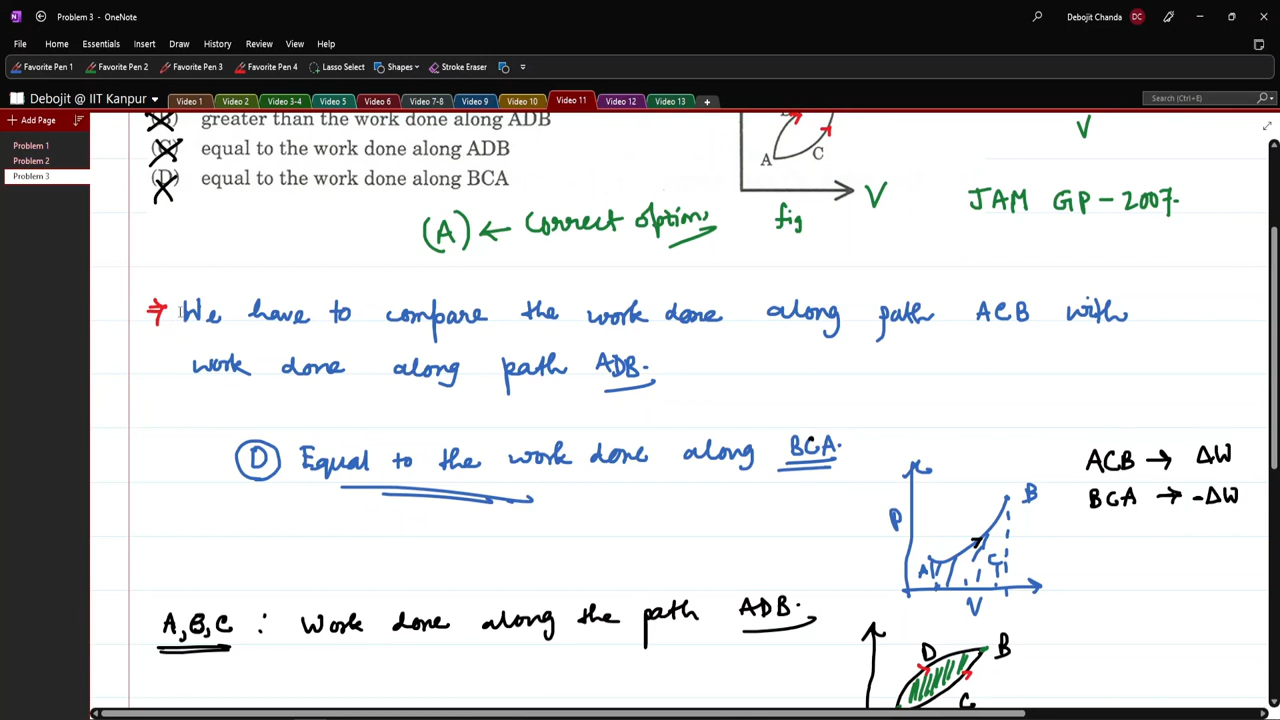 Problem 3 - OneNote
Debojit Chanda DC
File Home Essentials Insert Draw History Review View Help
Favorite Pen 1 Favorite Pen 2 Favorite Pen 3 Favorite Pen 4 Lasso Select Shapes Stroke Eraser
Debojit @ IIT Kanpur Video 1 Video 2 Video 3-4 Video 5 Video 6 Video 7-8 Video 9 Video 10 Video 11 Video 12 Video 13 + Search (Ctrl+E)
Add Page
Problem 1
Problem 2
Problem 3
greater than the work done along ADB
(C) equal to the work done along ADB
(D) equal to the work done along BCA
A C
V
V
fig
JAM GP - 2007.
(A) ← Correct option
⇒ We have to compare the work done along path ACB with
work done along path ADB.
D Equal to the work done along BCA.
ACB → ΔW
BCA → -ΔW
P
B
A C
V
A, B, C : Work done along the path ADB.
D B
C